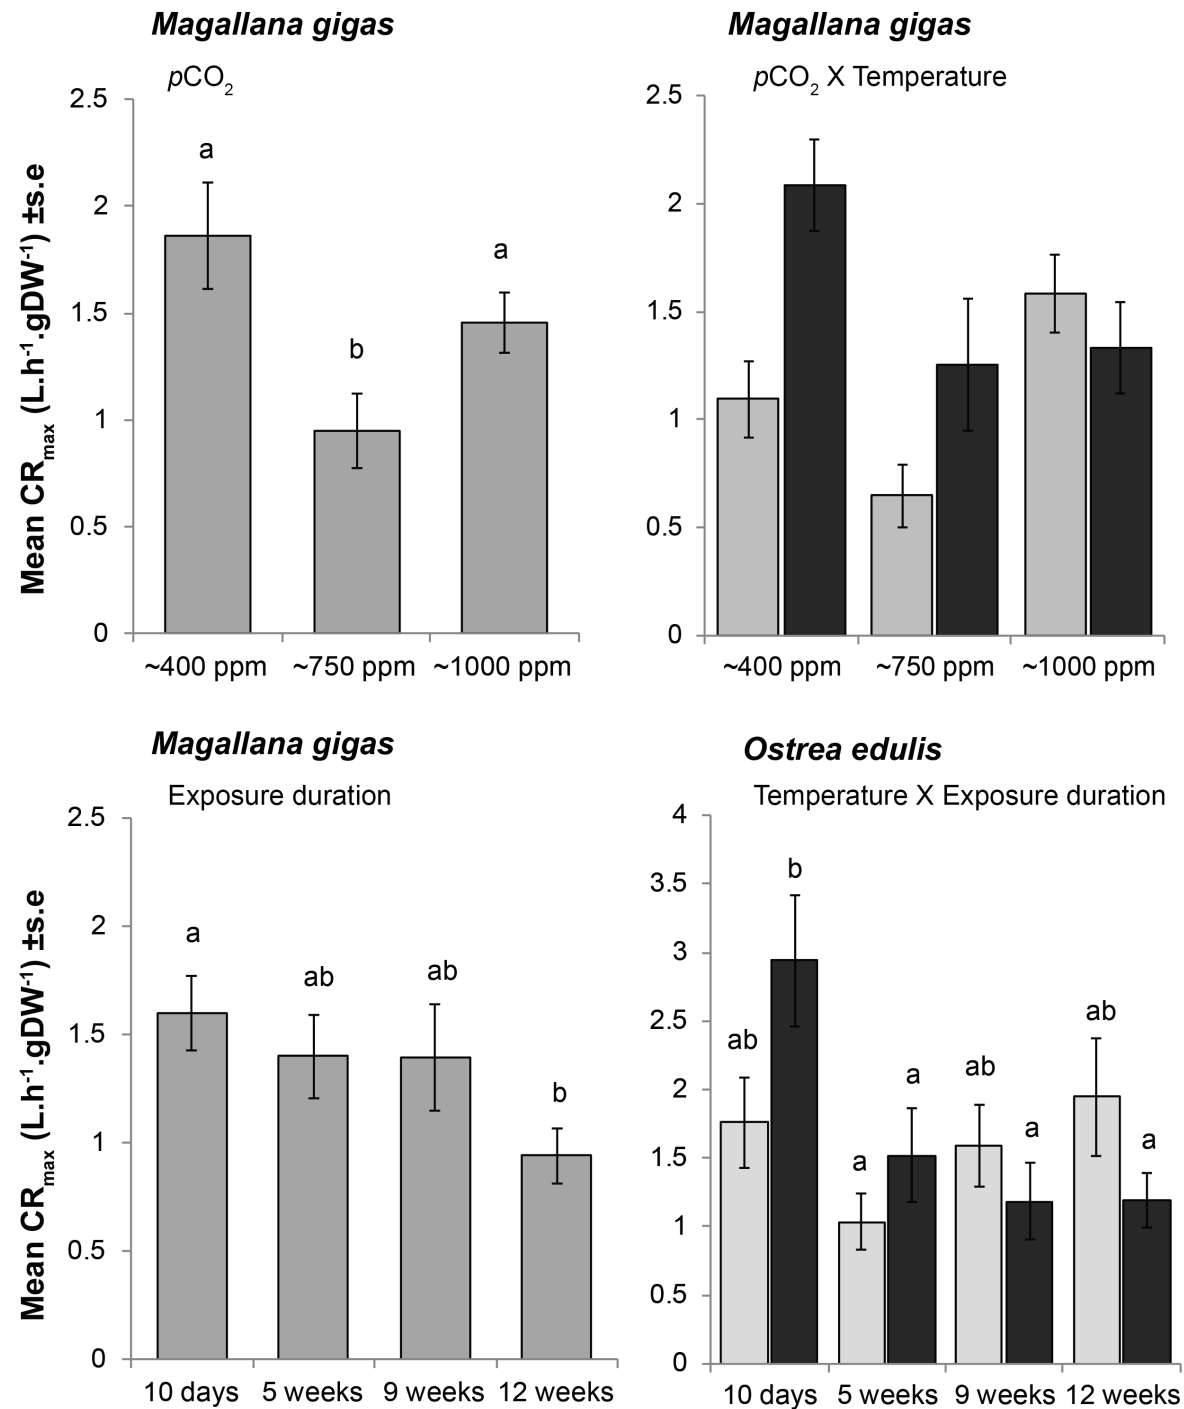 Magallana gigas
pCO₂
Mean CRₘₐₓ (L.h⁻¹.gDW⁻¹) ±s.e
2.5
2
1.5
1
0.5
0
a
b
a
~400 ppm ~750 ppm ~1000 ppm
Magallana gigas
pCO₂ X Temperature
2.5
2
1.5
1
0.5
0
~400 ppm ~750 ppm ~1000 ppm
Magallana gigas
Exposure duration
Mean CRₘₐₓ (L.h⁻¹.gDW⁻¹) ±s.e
2.5
2
1.5
1
0.5
0
a
ab
ab
b
10 days 5 weeks 9 weeks 12 weeks
Ostrea edulis
Temperature X Exposure duration
4
3.5
3
2.5
2
1.5
1
0.5
0
ab
b
a
a
ab
a
ab
a
10 days 5 weeks 9 weeks 12 weeks